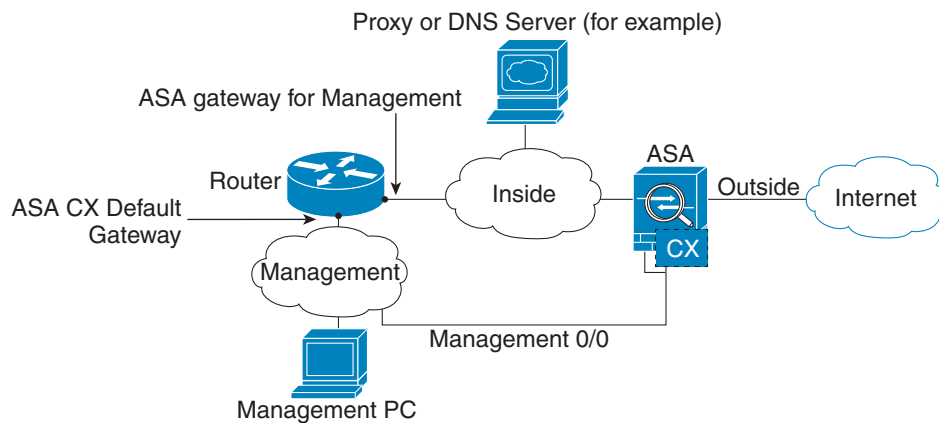 Proxy or DNS Server (for example)
ASA gateway for Management
ASA
Router
Inside
Outside
Internet
ASA CX Default
Gateway
CX
Management
Management 0/0
Management PC